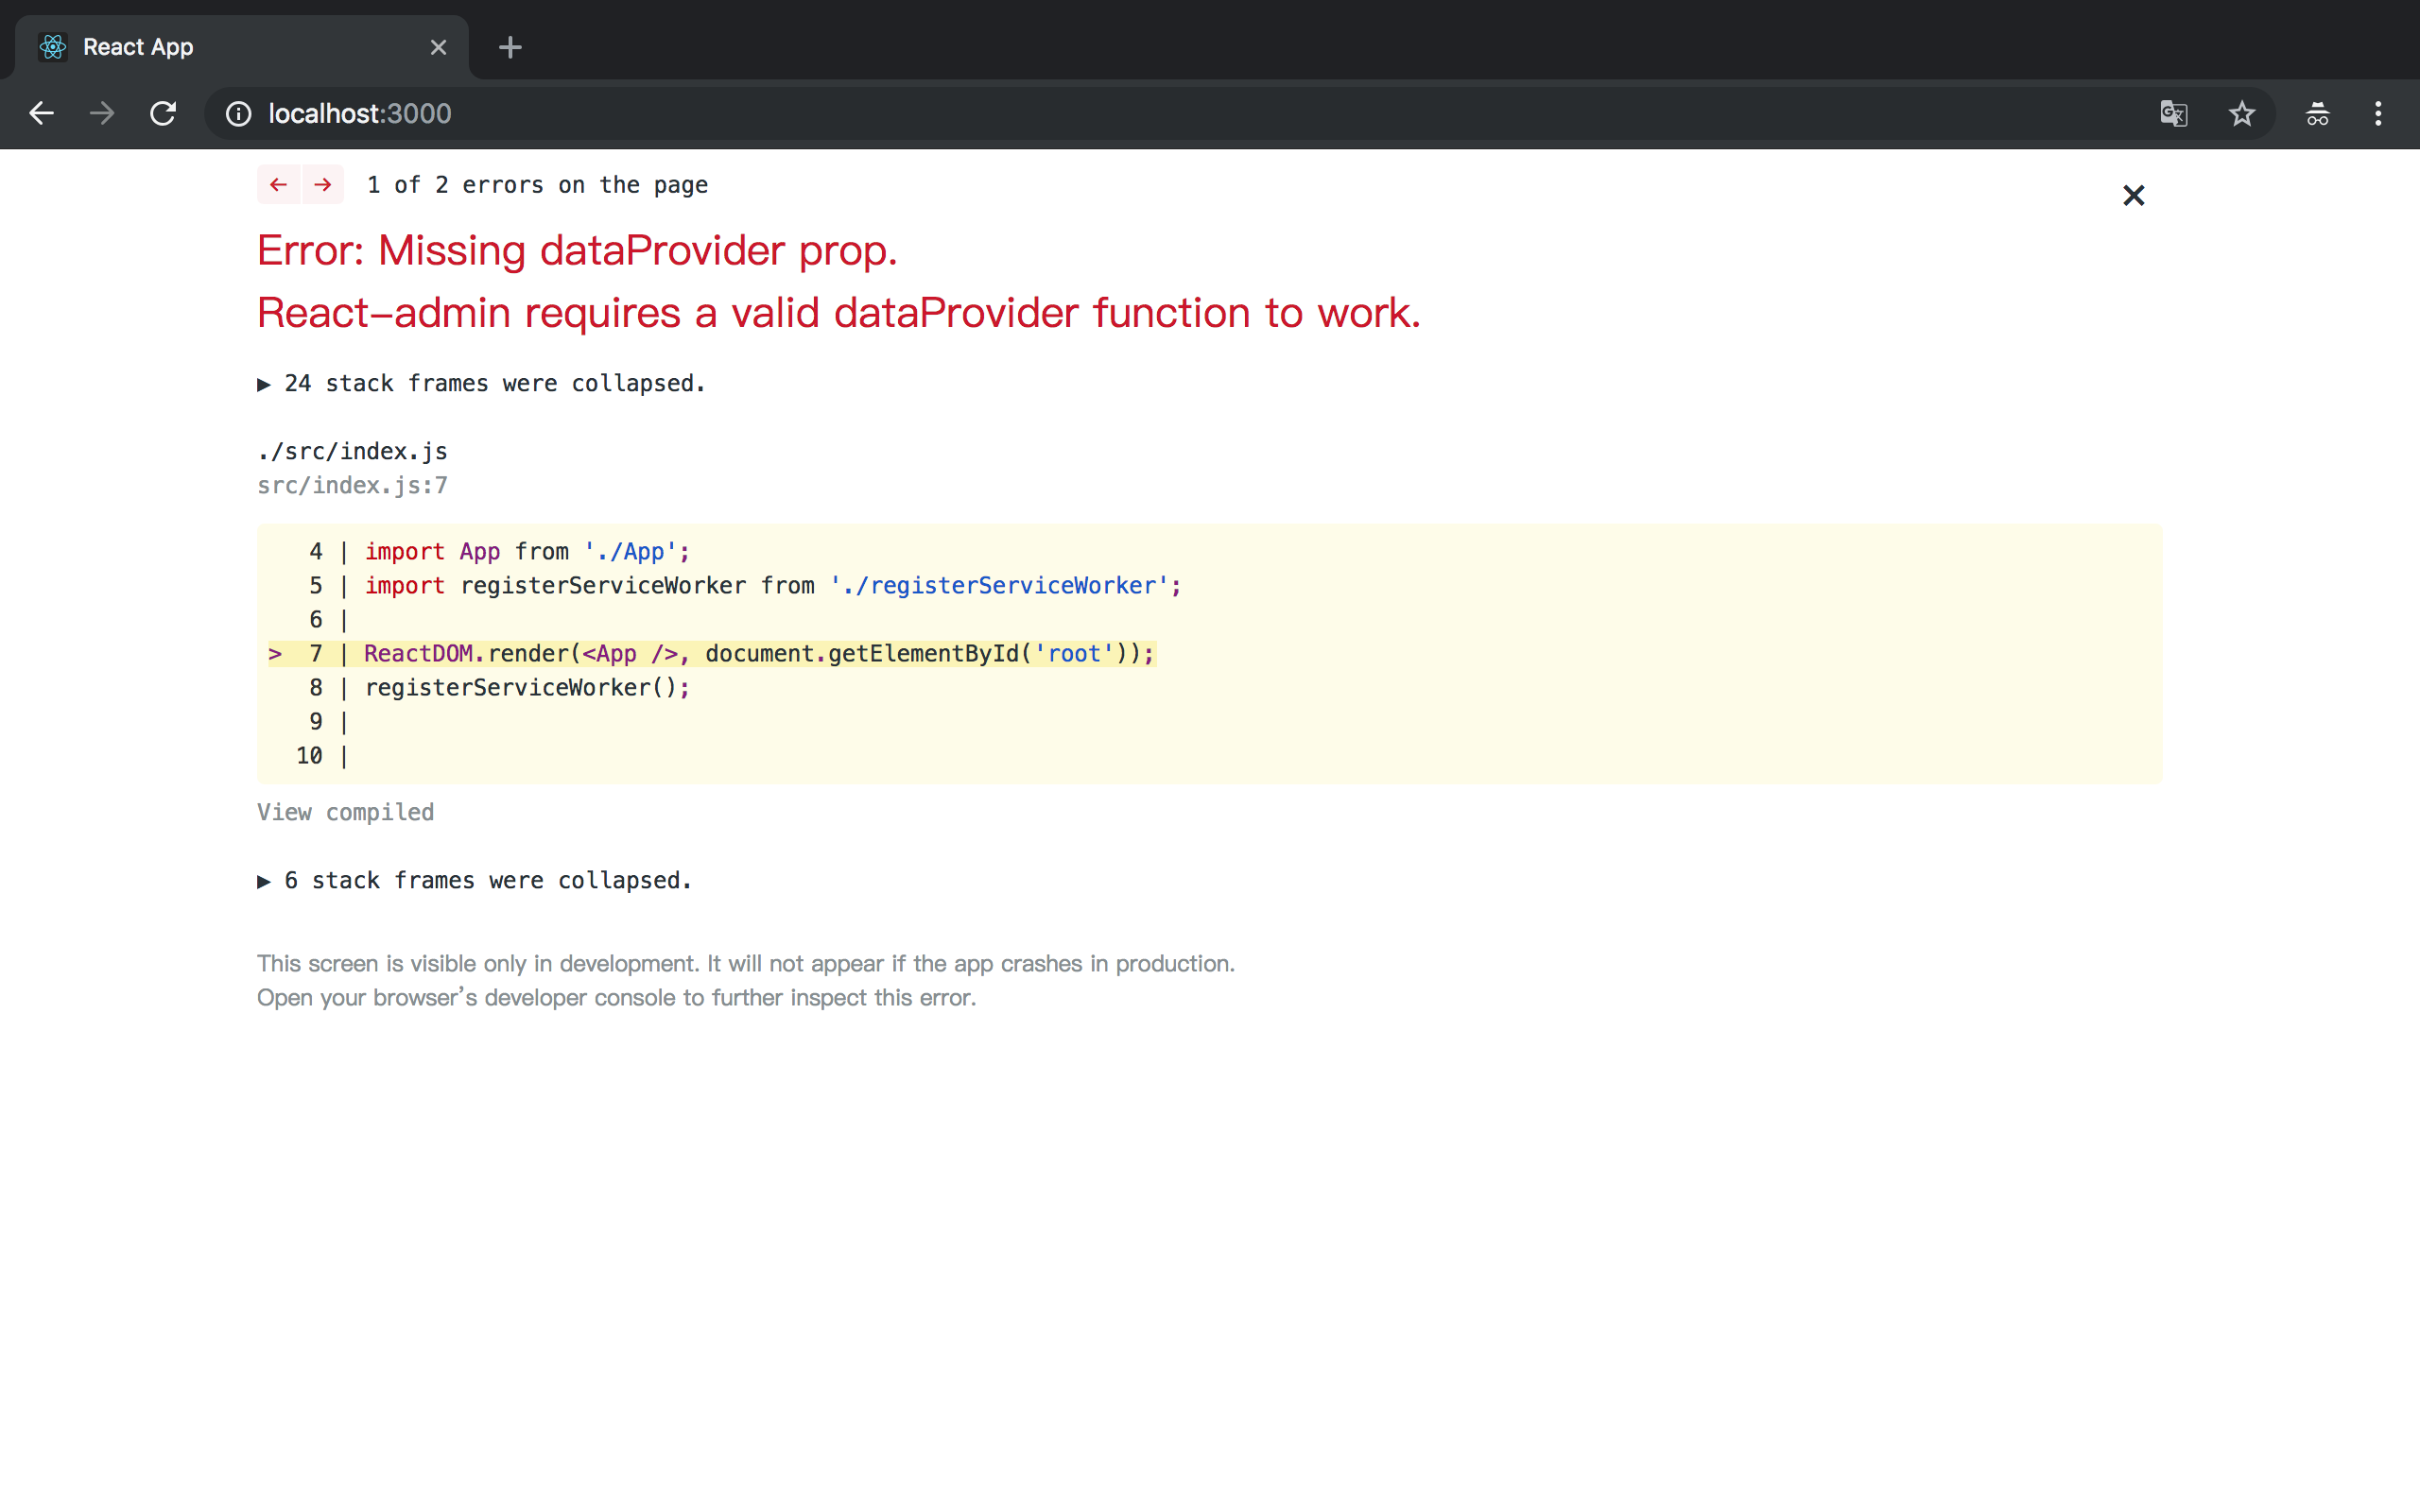 React App
localhost:3000
1 of 2 errors on the page
Error: Missing dataProvider prop.
React-admin requires a valid dataProvider function to work.
▶ 24 stack frames were collapsed.
./src/index.js
src/index.js:7
4 | import App from './App';
5 | import registerServiceWorker from './registerServiceWorker';
6 |
> 7 | ReactDOM.render(<App />, document.getElementById('root'));
8 | registerServiceWorker();
9 |
10 |
View compiled
▶ 6 stack frames were collapsed.
This screen is visible only in development. It will not appear if the app crashes in production.
Open your browser’s developer console to further inspect this error.